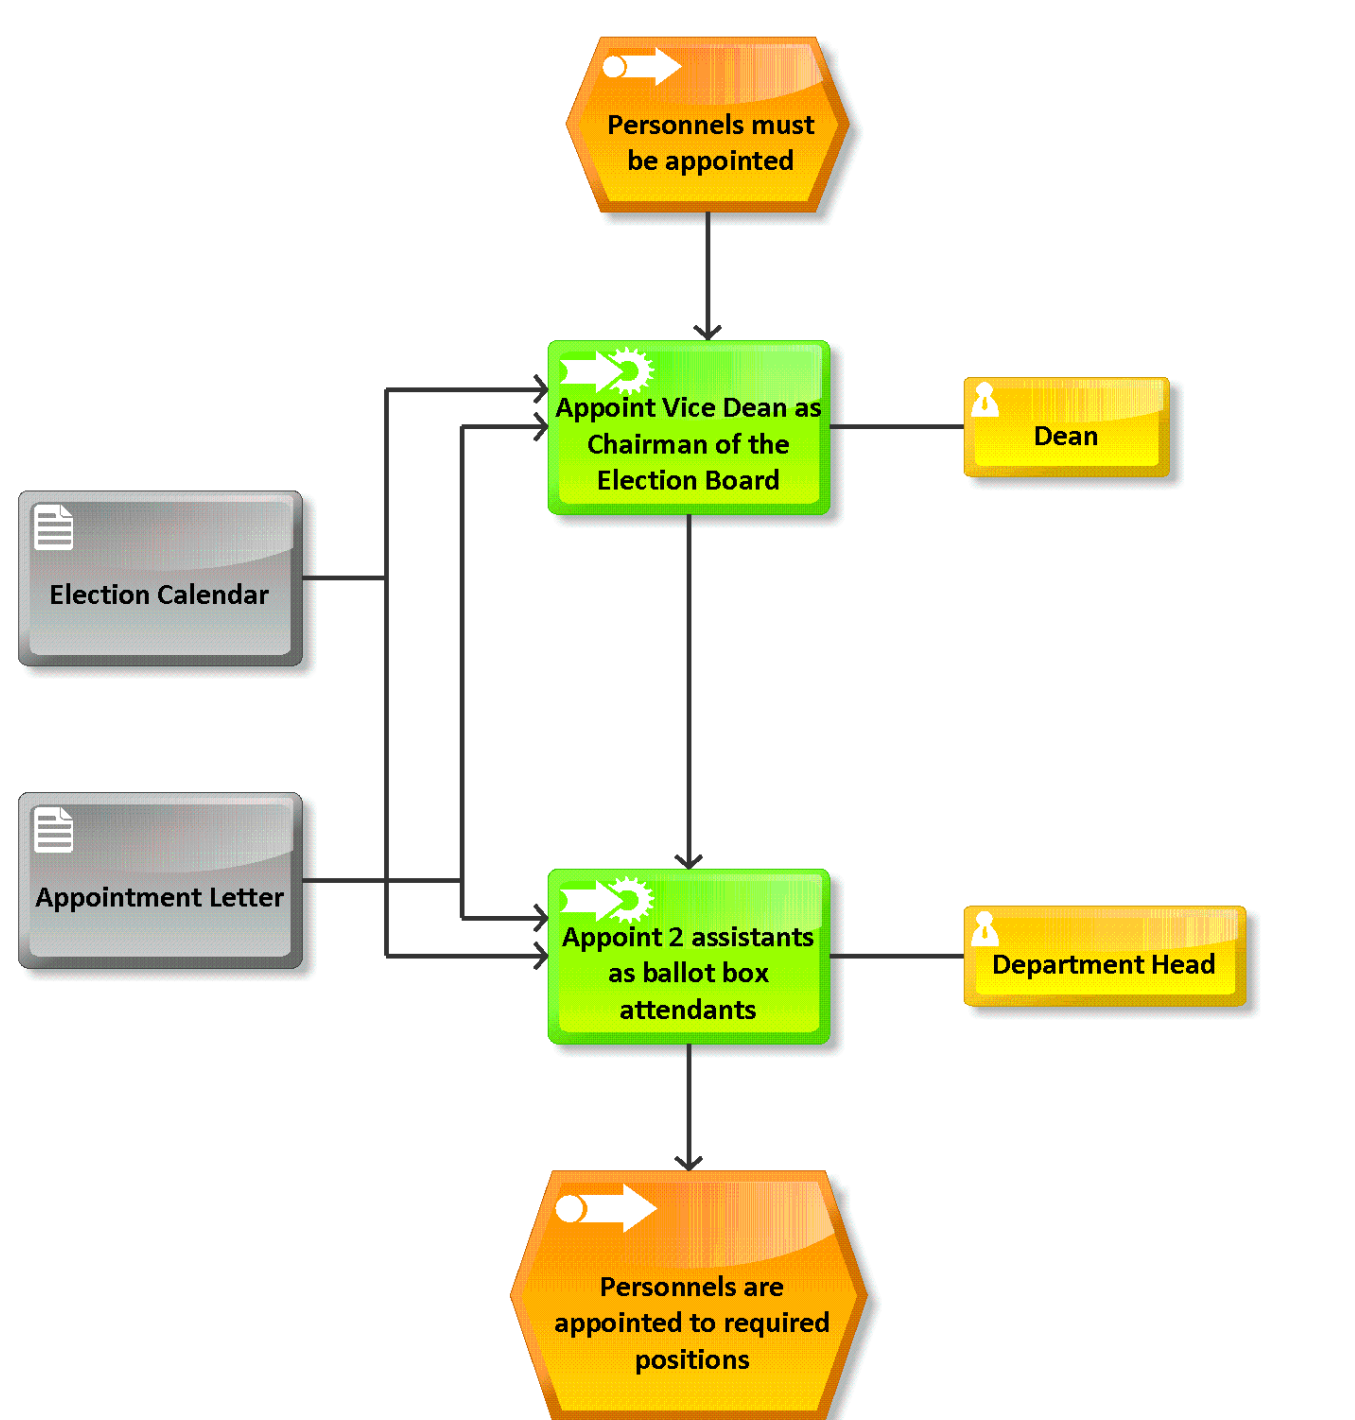 Personnels must
be appointed
Appoint Vice Dean as
Chairman of the
Election Board
Dean
Election Calendar
Appointment Letter
Appoint 2 assistants
as ballot box
attendants
Department Head
Personnels are
appointed to required
positions